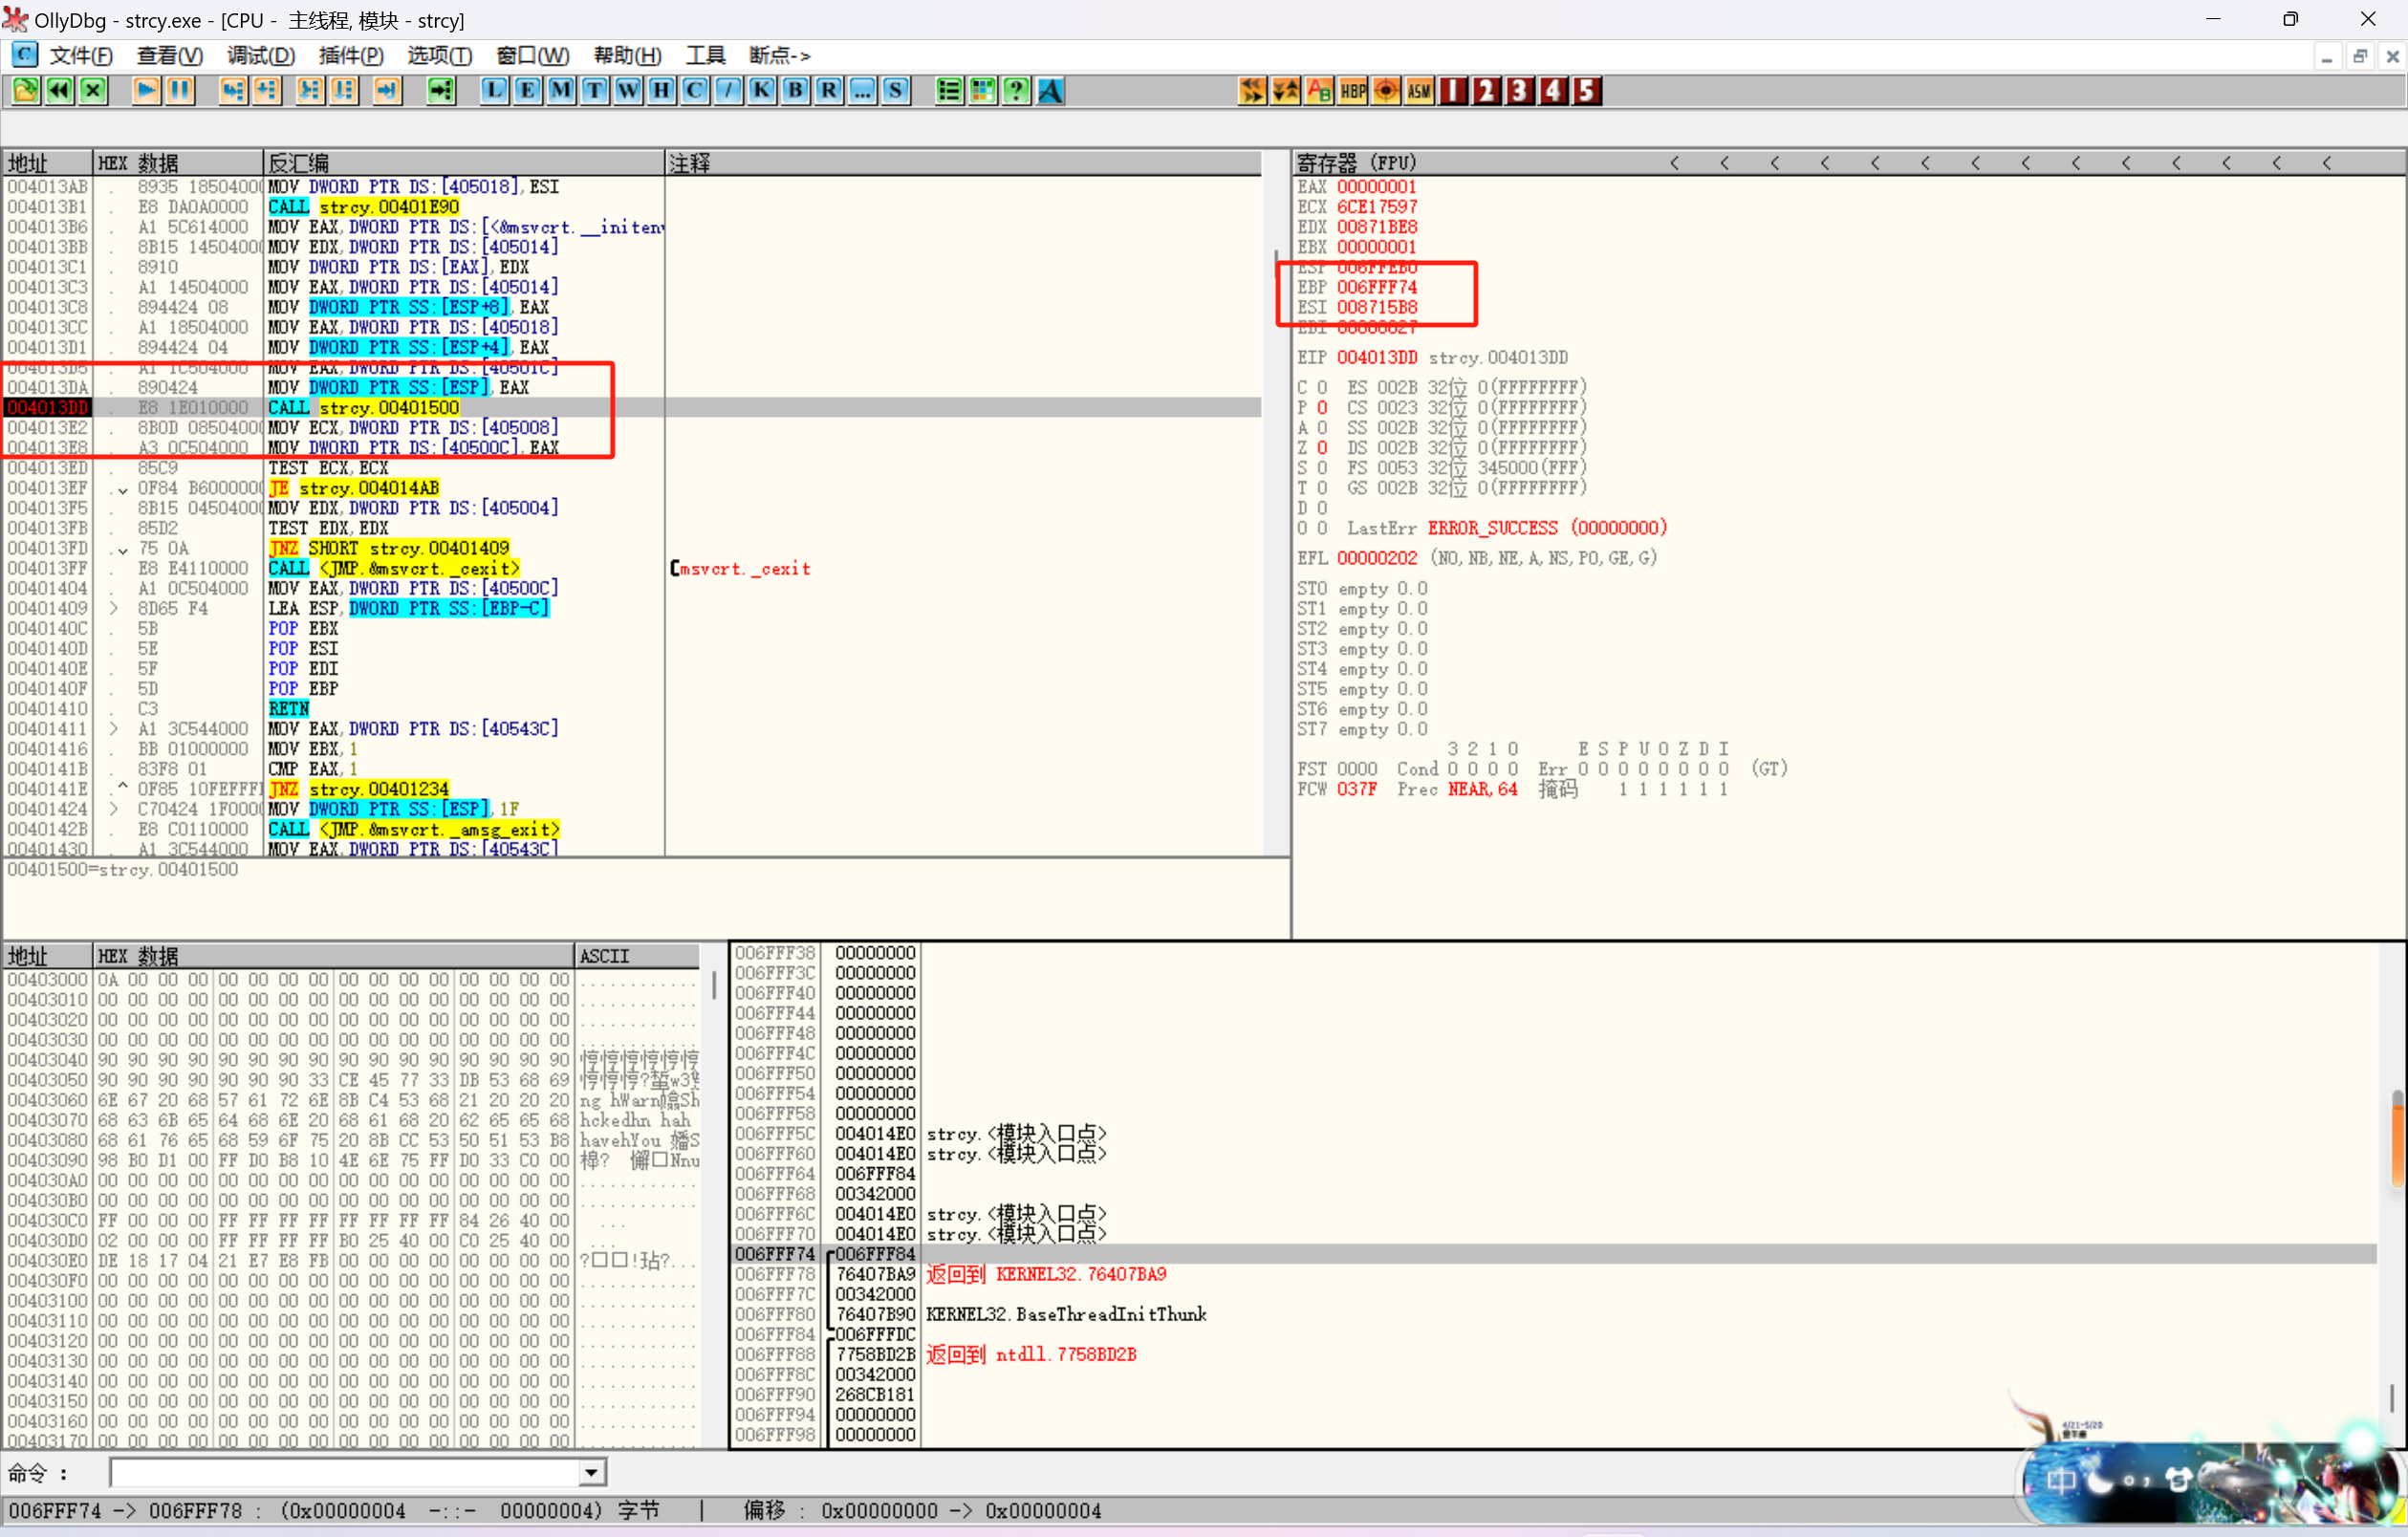 OllyDbg - strcy.exe - [CPU - 主线程, 模块 - strcy]
C 文件(F) 查看(V) 调试(D) 插件(P) 选项(T) 窗口(W) 帮助(H) 工具 断点->
L E M T W H C / K B R ... S ? A AB HBP ASM 1 2 3 4 5
地址 HEX 数据 反汇编 注释
004013AB . 8935 18504000 MOV DWORD PTR DS:[405018],ESI
004013B1 . E8 DA0A0000 CALL strcy.00401E90
004013B6 . A1 5C614000 MOV EAX,DWORD PTR DS:[<&msvcrt.__initenv
004013BB . 8B15 14504000 MOV EDX,DWORD PTR DS:[405014]
004013C1 . 8910 MOV DWORD PTR DS:[EAX],EDX
004013C3 . A1 14504000 MOV EAX,DWORD PTR DS:[405014]
004013C8 . 894424 08 MOV DWORD PTR SS:[ESP+8],EAX
004013CC . A1 18504000 MOV EAX,DWORD PTR DS:[405018]
004013D1 . 894424 04 MOV DWORD PTR SS:[ESP+4],EAX
004013D5 . A1 1C504000 MOV EAX,DWORD PTR DS:[40501C]
004013DA . 890424 MOV DWORD PTR SS:[ESP],EAX
004013DD . E8 1E010000 CALL strcy.00401500
004013E2 . 8B0D 08504000 MOV ECX,DWORD PTR DS:[405008]
004013E8 . A3 0C504000 MOV DWORD PTR DS:[40500C],EAX
004013ED . 85C9 TEST ECX,ECX
004013EF . 0F84 B6000000 JE strcy.004014AB
004013F5 . 8B15 04504000 MOV EDX,DWORD PTR DS:[405004]
004013FB . 85D2 TEST EDX,EDX
004013FD . 75 0A JNZ SHORT strcy.00401409
004013FF . E8 E4110000 CALL <JMP.&msvcrt._cexit> [msvcrt._cexit
00401404 . A1 0C504000 MOV EAX,DWORD PTR DS:[40500C]
00401409 > 8D65 F4 LEA ESP,DWORD PTR SS:[EBP-C]
0040140C . 5B POP EBX
0040140D . 5E POP ESI
0040140E . 5F POP EDI
0040140F . 5D POP EBP
00401410 . C3 RETN
00401411 > A1 3C544000 MOV EAX,DWORD PTR DS:[40543C]
00401416 . BB 01000000 MOV EBX,1
0040141B . 83F8 01 CMP EAX,1
0040141E .^ 0F85 10FEFFFF JNZ strcy.00401234
00401424 > C70424 1F000 MOV DWORD PTR SS:[ESP],1F
0040142B . E8 C0110000 CALL <JMP.&msvcrt._amsg_exit>
00401430 . A1 3C544000 MOV EAX,DWORD PTR DS:[40543C]
00401500=strcy.00401500
寄存器 (FPU) < < < < < < < < < < < < < <
EAX 00000001
ECX 6CE17597
EDX 00871BE8
EBX 00000001
ESP 006FFEB0
EBP 006FFF74
ESI 008715B8
EDI 00000027
EIP 004013DD strcy.004013DD
C 0 ES 002B 32位 0(FFFFFFFF)
P 0 CS 0023 32位 0(FFFFFFFF)
A 0 SS 002B 32位 0(FFFFFFFF)
Z 0 DS 002B 32位 0(FFFFFFFF)
S 0 FS 0053 32位 345000(FFF)
T 0 GS 002B 32位 0(FFFFFFFF)
D 0
O 0 LastErr ERROR_SUCCESS (00000000)
EFL 00000202 (NO,NB,NE,A,NS,PO,GE,G)
ST0 empty 0.0
ST1 empty 0.0
ST2 empty 0.0
ST3 empty 0.0
ST4 empty 0.0
ST5 empty 0.0
ST6 empty 0.0
ST7 empty 0.0
3 2 1 0 E S P U O Z D I
FST 0000 Cond 0 0 0 0 Err 0 0 0 0 0 0 0 0 (GT)
FCW 037F Prec NEAR,64 掩码 1 1 1 1 1 1
地址 HEX 数据 ASCII
00403000 0A 00 00 00 00 00 00 00 00 00 00 00 00 00 00 00 ............
00403010 00 00 00 00 00 00 00 00 00 00 00 00 00 00 00 00 ............
00403020 00 00 00 00 00 00 00 00 00 00 00 00 00 00 00 00 ............
00403030 00 00 00 00 00 00 00 00 00 00 00 00 00 00 00 00 ............
00403040 90 90 90 90 90 90 90 90 90 90 90 90 90 90 90 90
00403050 90 90 90 90 90 90 90 33 CE 45 77 33 DB 53 68 69
00403060 6E 67 20 68 57 61 72 6E 8B C4 53 68 21 20 20 20 ng hWarn
00403070 68 63 6B 65 64 68 6E 20 68 61 68 20 62 65 65 68 hckedhn hah
00403080 68 61 76 65 68 59 6F 75 20 8B CC 53 50 51 53 B8 havehYou
00403090 98 B0 D1 00 FF D0 B8 10 4E 6E 75 FF D0 33 C0 00
004030A0 00 00 00 00 00 00 00 00 00 00 00 00 00 00 00 00 ............
004030B0 00 00 00 00 00 00 00 00 00 00 00 00 00 00 00 00 ............
004030C0 FF 00 00 00 FF FF FF FF FF FF FF FF 84 26 40 00 ...
004030D0 02 00 00 00 FF FF FF FF B0 25 40 00 C0 25 40 00 ...
004030E0 DE 18 17 04 21 E7 E8 FB 00 00 00 00 00 00 00 00
004030F0 00 00 00 00 00 00 00 00 00 00 00 00 00 00 00 00 ............
00403100 00 00 00 00 00 00 00 00 00 00 00 00 00 00 00 00 ............
00403110 00 00 00 00 00 00 00 00 00 00 00 00 00 00 00 00 ............
00403120 00 00 00 00 00 00 00 00 00 00 00 00 00 00 00 00 ............
00403130 00 00 00 00 00 00 00 00 00 00 00 00 00 00 00 00 ............
00403140 00 00 00 00 00 00 00 00 00 00 00 00 00 00 00 00 ............
00403150 00 00 00 00 00 00 00 00 00 00 00 00 00 00 00 00 ............
00403160 00 00 00 00 00 00 00 00 00 00 00 00 00 00 00 00 ............
00403170 00 00 00 00 00 00 00 00 00 00 00 00 00 00 00 00 ............
006FFF38 00000000
006FFF3C 00000000
006FFF40 00000000
006FFF44 00000000
006FFF48 00000000
006FFF4C 00000000
006FFF50 00000000
006FFF54 00000000
006FFF58 00000000
006FFF5C 004014E0 strcy.<模块入口点>
006FFF60 004014E0 strcy.<模块入口点>
006FFF64 006FFF84
006FFF68 00342000
006FFF6C 004014E0 strcy.<模块入口点>
006FFF70 004014E0 strcy.<模块入口点>
006FFF74 006FFF84
006FFF78 76407BA9 返回到 KERNEL32.76407BA9
006FFF7C 00342000
006FFF80 76407B90 KERNEL32.BaseThreadInitThunk
006FFF84 006FFFDC
006FFF88 7758BD2B 返回到 ntdll.7758BD2B
006FFF8C 00342000
006FFF90 268CB181
006FFF94 00000000
006FFF98 00000000
4/21-5/20
中
命令 :
006FFF74 -> 006FFF78 : (0x00000004 -::- 00000004) 字节 | 偏移 : 0x00000000 -> 0x00000004